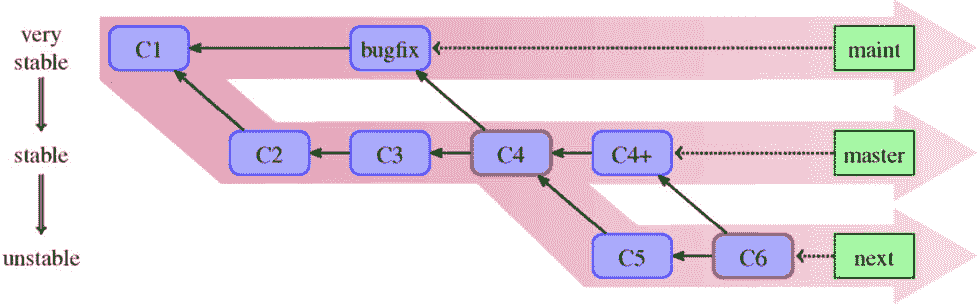 very
stable
C1
bugfix
maint
stable
C2
C3
C4
C4+
master
unstable
C5
C6
next